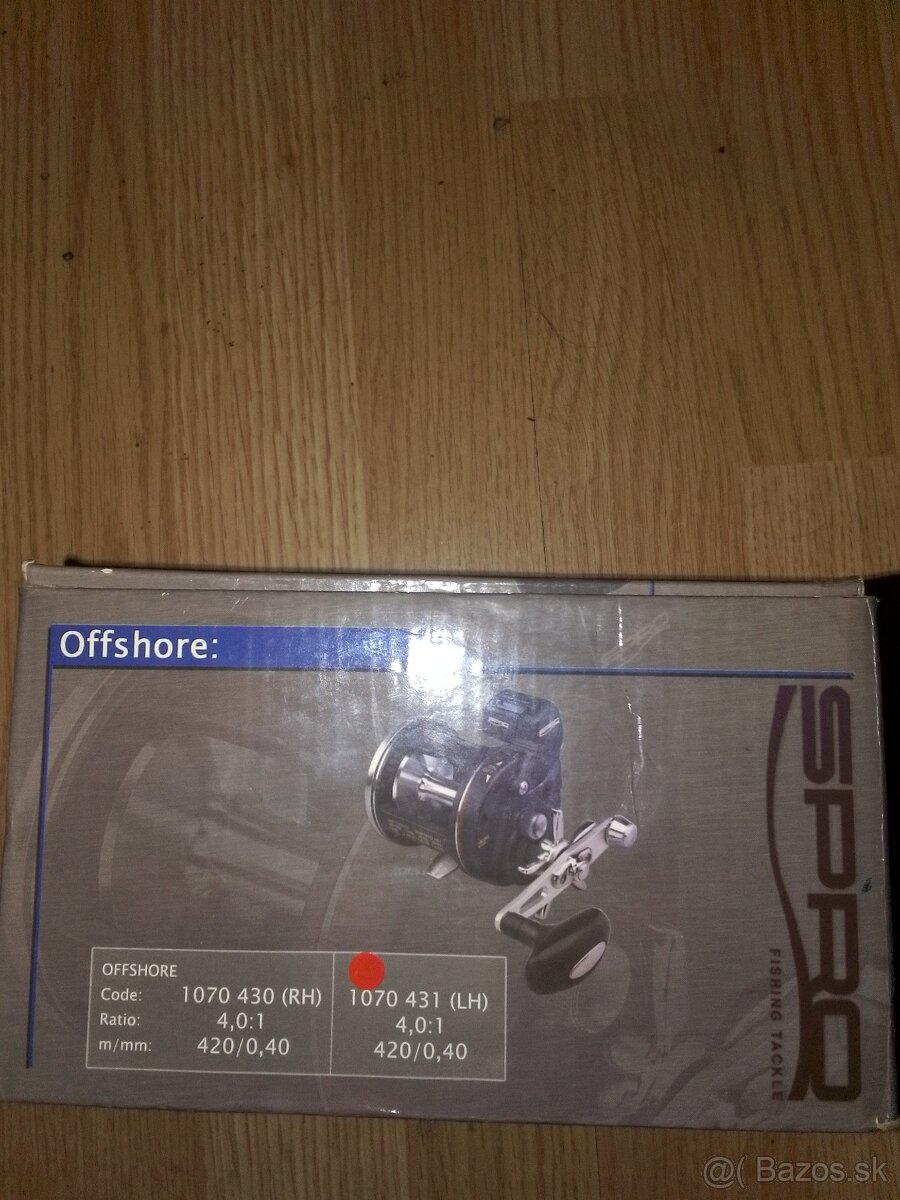 Offshore:
SPRO
FISHING TACKLE
OFFSHORE
Code: 1070 430 (RH) 1070 431 (LH)
Ratio: 4,0:1 4,0:1
m/mm: 420/0,40 420/0,40
@( Bazos.sk